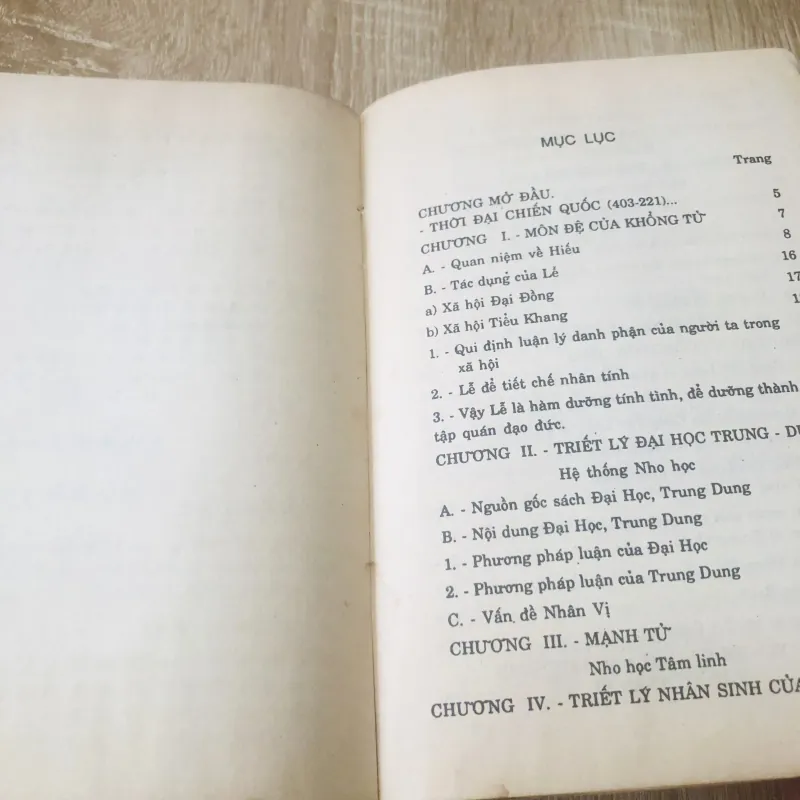 MỤC LỤC
Trang
CHƯƠNG MỞ ĐẦU.
- THỜI ĐẠI CHIẾN QUỐC (403-221)... 5
CHƯƠNG I. - MÔN ĐỆ CỦA KHỔNG TỬ 7
A. - Quan niệm về Hiếu 8
B. - Tác dụng của Lễ 16
a) Xã hội Đại Đồng 17
b) Xã hội Tiểu Khang
1. - Qui định luận lý danh phận của người ta trong
xã hội
2. - Lễ để tiết chế nhân tính
3. - Vậy Lễ là hàm dưỡng tính tình, để dưỡng thành
tập quán đạo đức.
CHƯƠNG II. - TRIẾT LÝ ĐẠI HỌC TRUNG -
Hệ thống Nho học
A. - Nguồn gốc sách Đại Học, Trung Dung
B. - Nội dung Đại Học, Trung Dung
1. - Phương pháp luận của Đại Học
2. - Phương pháp luận của Trung Dung
C. - Vấn đề Nhân Vị
CHƯƠNG III. - MẠNH TỬ
Nho học Tâm linh
CHƯƠNG IV. - TRIẾT LÝ NHÂN SINH CỦA